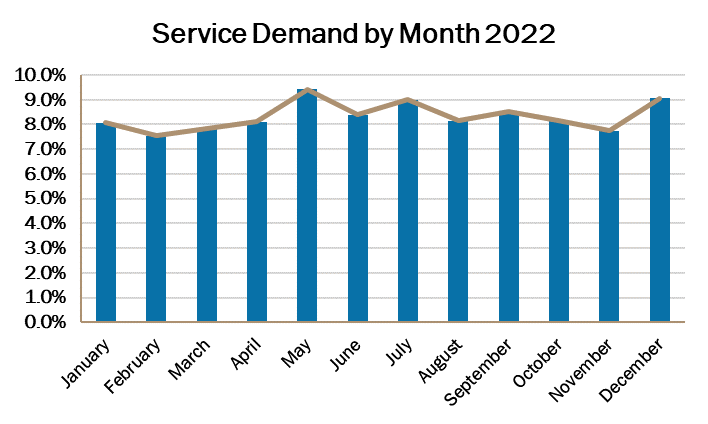 Service Demand by Month 2022
10.0%
9.0%
8.0%
7.0%
6.0%
5.0%
4.0%
3.0%
2.0%
1.0%
0.0%
January
February
March
April
May
June
July
August
September
October
November
December